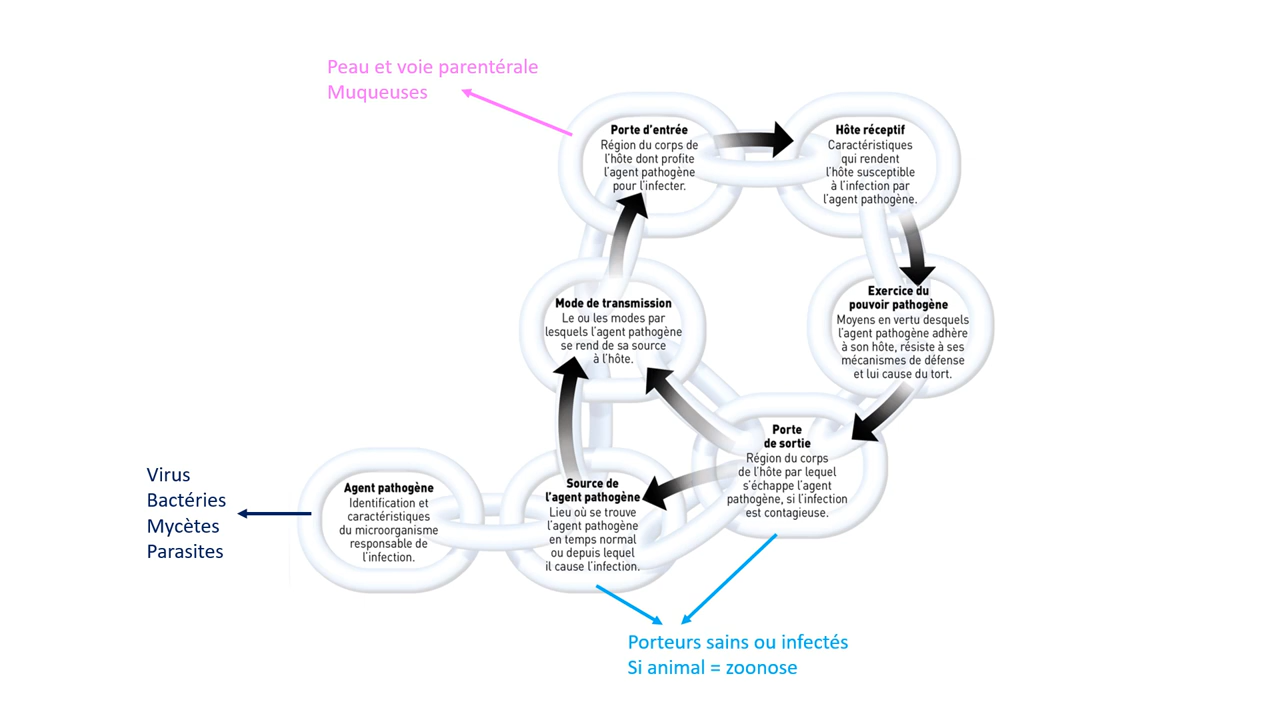 Peau et voie parentérale
Muqueuses
Porte d'entrée
Région du corps de
l'hôte dont profite
l'agent pathogène
pour l'infecter.
Hôte réceptif
Caractéristiques
qui rendent
l'hôte susceptible
à l'infection par
l'agent pathogène.
Mode de transmission
Le ou les modes par
lesquels l'agent pathogène
se rend de sa source
à l'hôte.
Exercice du
pouvoir pathogène
Moyens en vertu desquels
l'agent pathogène adhère
à son hôte, résiste à ses
mécanismes de défense
et lui cause du tort.
Porte
de sortie
Région du corps
de l'hôte par lequel
s'échappe l'agent
pathogène, si l'infection
est contagieuse.
Virus
Bactéries
Mycètes
Parasites
Agent pathogène
Identification et
caractéristiques
du microorganisme
responsable de
l'infection.
Source de
l'agent pathogène
Lieu où se trouve
l'agent pathogène
en temps normal
ou depuis lequel
il cause l'infection.
Porteurs sains ou infectés
Si animal = zoonose